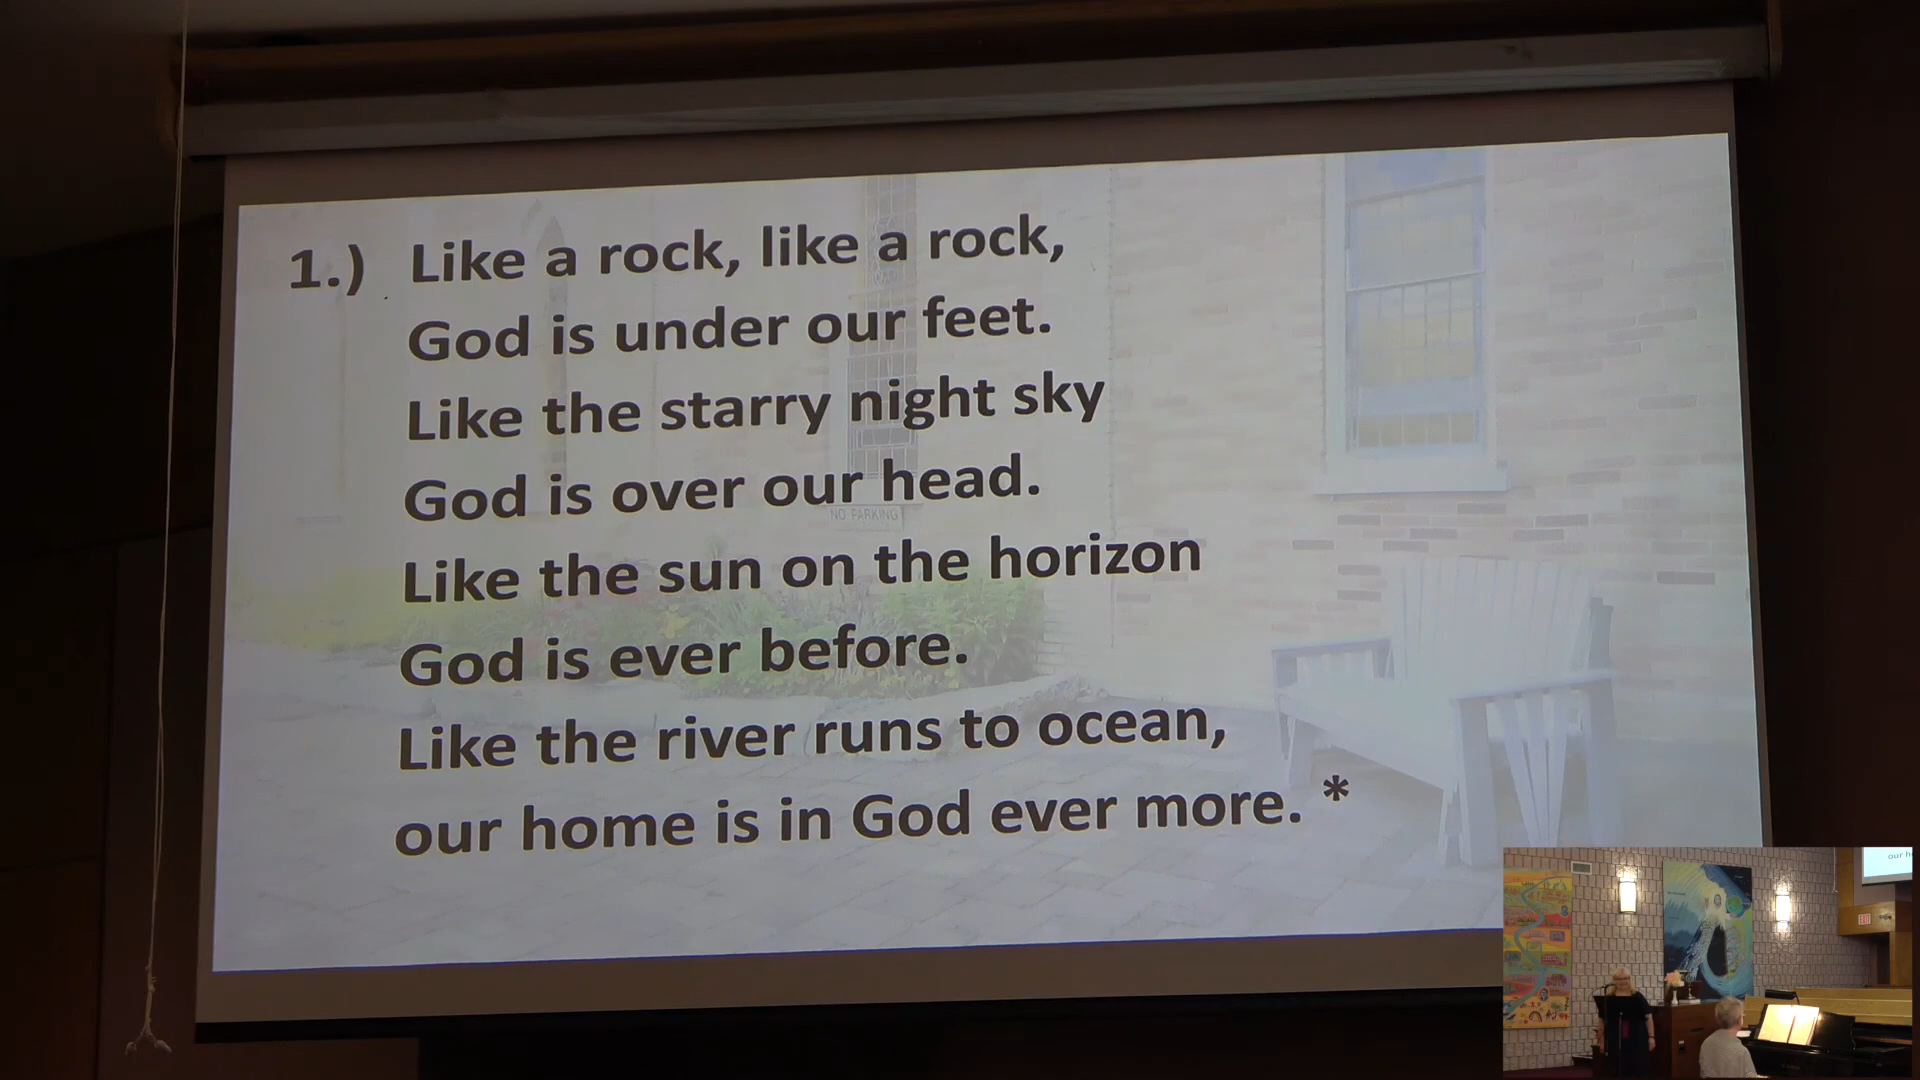 1.) Like a rock, like a rock,
God is under our feet.
Like the starry night sky
God is over our head.
NO PARKING
Like the sun on the horizon
God is ever before.
Like the river runs to ocean,
our home is in God ever more. *
our h
EXIT